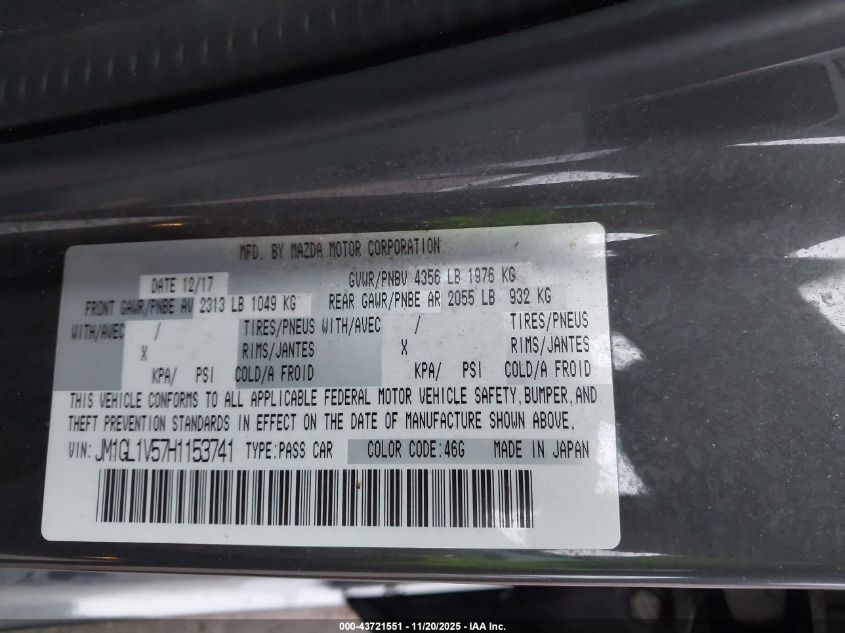 MFD. BY MAZDA MOTOR CORPORATION
DATE 12/17 GVWR/PNBV 4356 LB 1976 KG
FRONT GAWR/PNBE AV 2313 LB 1049 KG REAR GAWR/PNBE AR 2055 LB 932 KG
WITH/AVEC / TIRES/PNEUS WITH/AVEC / TIRES/PNEUS
X RIMS/JANTES X RIMS/JANTES
KPA/ PSI COLD/A FROID KPA/ PSI COLD/A FROID
THIS VEHICLE CONFORMS TO ALL APPLICABLE FEDERAL MOTOR VEHICLE SAFETY,BUMPER,AND
THEFT PREVENTION STANDARDS IN EFFECT ON THE DATE OF MANUFACTURE SHOWN ABOVE.
VIN: JM1GL1V57H1153741 TYPE:PASS CAR COLOR CODE:46G MADE IN JAPAN
000-43721551 - 11/20/2025 - IAA Inc.